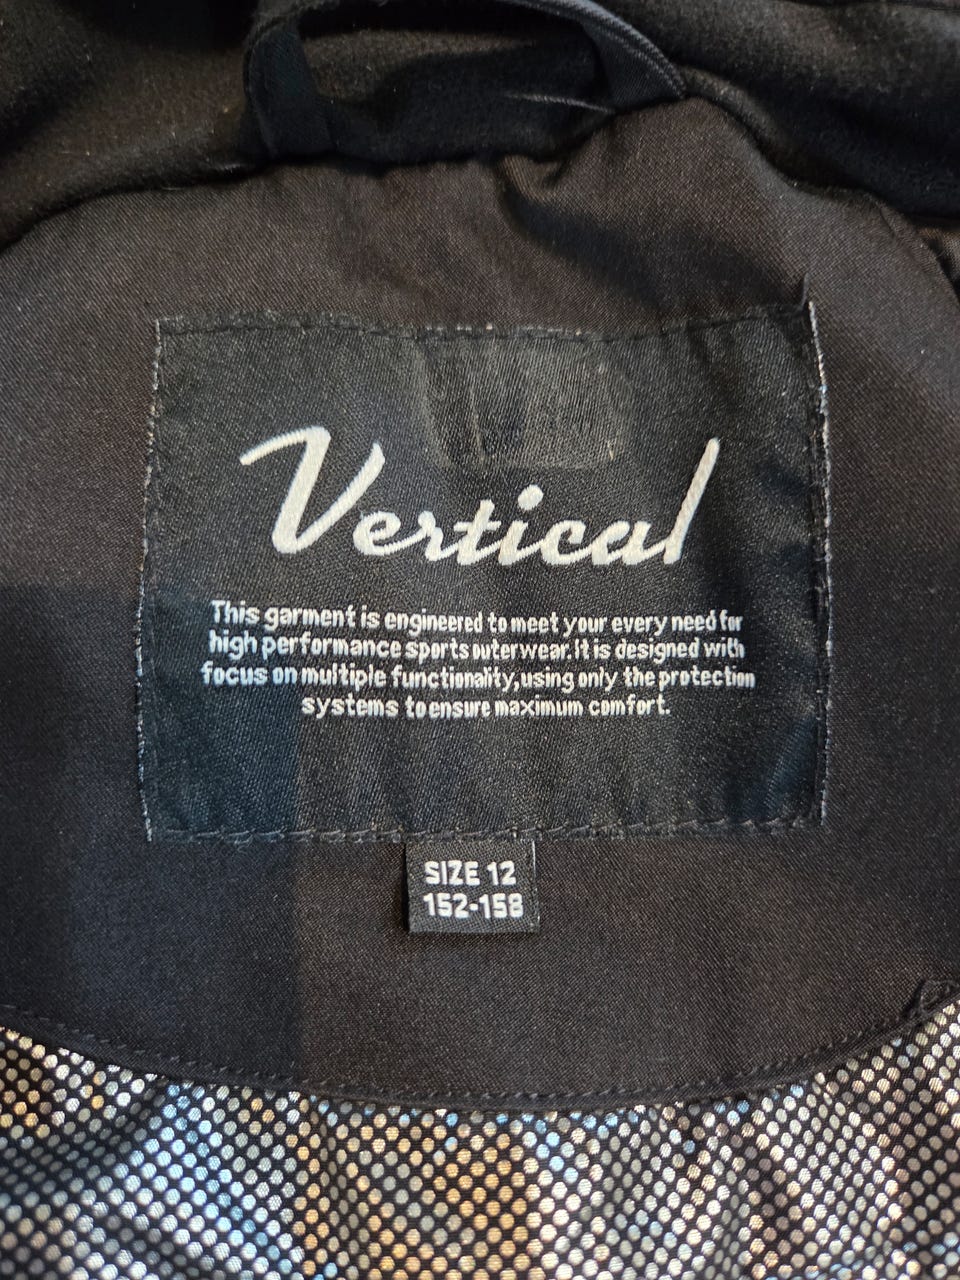 Vertical
This garment is engineered to meet your every need for
high performance sports outerwear. It is designed with
focus on multiple functionality, using only the protection
systems to ensure maximum comfort.
SIZE 12
152-158